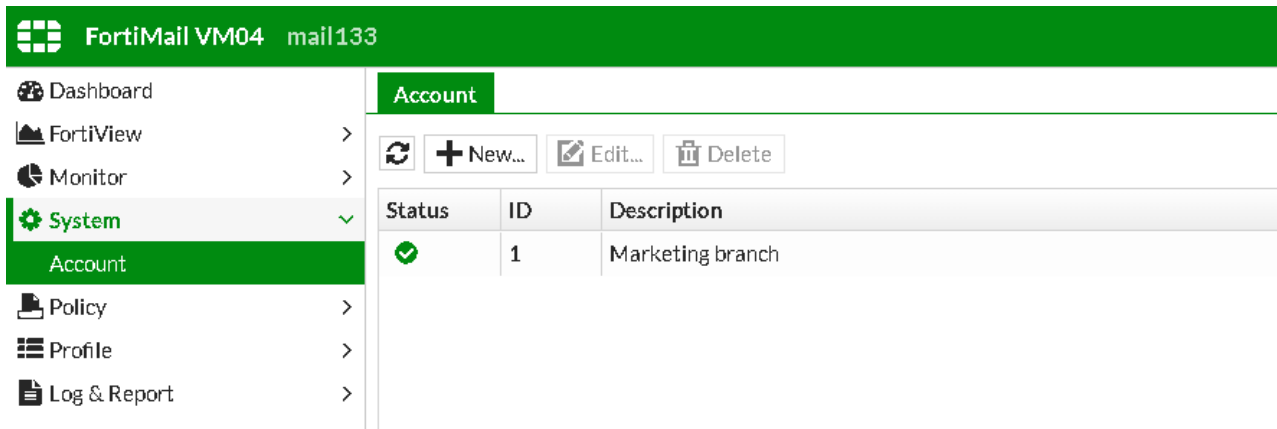 FortiMail VM04 mail133
Dashboard
FortiView
Monitor
System
Account
Policy
Profile
Log & Report
Account
New... Edit... Delete
Status ID Description
1 Marketing branch